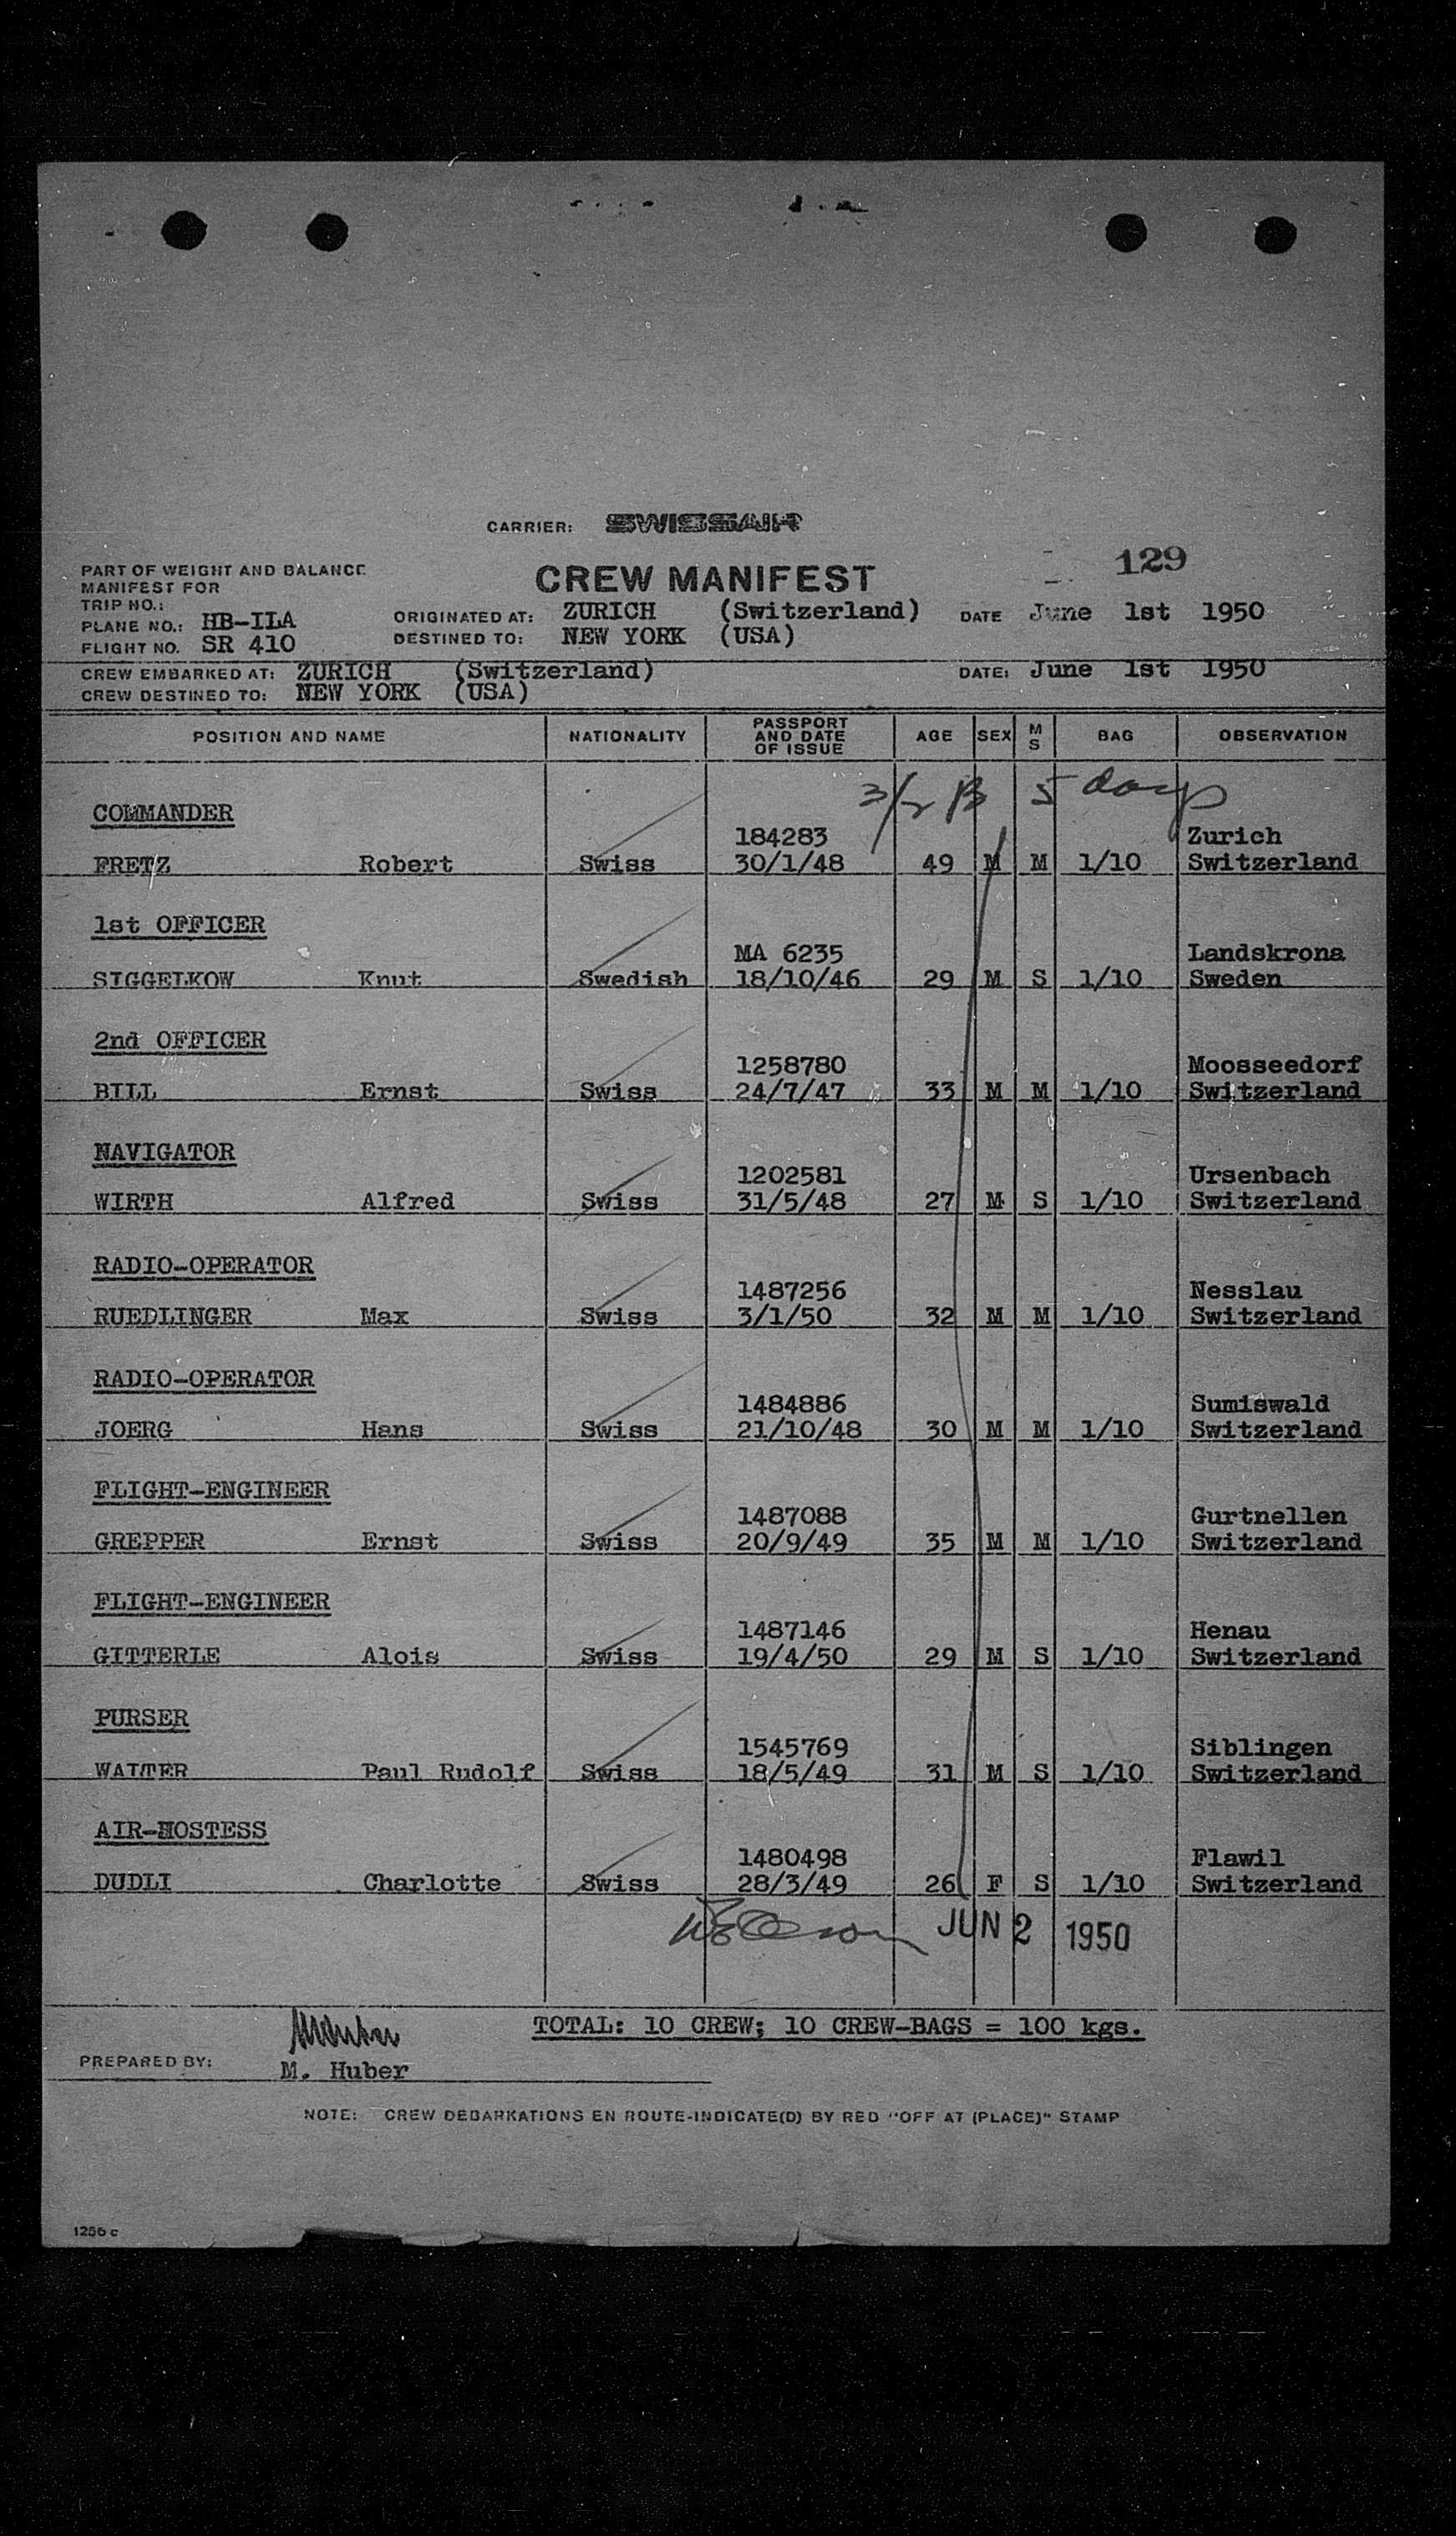 CARRIER: SWISSAIR
129
PART OF WEIGHT AND BALANCE
MANIFEST FOR
CREW MANIFEST
TRIP NO.:
PLANE NO.: HB-ILA
FLIGHT NO. SR 410
ORIGINATED AT: ZURICH (Switzerland) DATE June 1st 1950
DESTINED TO: NEW YORK (USA)
CREW EMBARKED AT: ZURICH (Switzerland) DATE: June 1st 1950
CREW DESTINED TO: NEW YORK (USA)
POSITION AND NAME NATIONALITY PASSPORT AND DATE OF ISSUE AGE SEX M S BAG OBSERVATION
3/2 B 5 days
COMMANDER
184283 Zurich
FRETZ Robert Swiss 30/1/48 49 M M 1/10 Switzerland
1st OFFICER
MA 6235 Landskrona
SIGGELKOW Knut Swedish 18/10/46 29 M S 1/10 Sweden
2nd OFFICER
1258780 Moosseedorf
BILL Ernst Swiss 24/7/47 33 M M 1/10 Switzerland
NAVIGATOR
1202581 Ursenbach
WIRTH Alfred Swiss 31/5/48 27 M S 1/10 Switzerland
RADIO-OPERATOR
1487256 Nesslau
RUEDLINGER Max Swiss 3/1/50 32 M M 1/10 Switzerland
RADIO-OPERATOR
1484886 Sumiswald
JOERG Hans Swiss 21/10/48 30 M M 1/10 Switzerland
FLIGHT-ENGINEER
1487088 Gurtnellen
GREPPER Ernst Swiss 20/9/49 35 M M 1/10 Switzerland
FLIGHT-ENGINEER
1487146 Henau
GITTERLE Alois Swiss 19/4/50 29 M S 1/10 Switzerland
PURSER
1545769 Siblingen
WALTER Paul Rudolf Swiss 18/5/49 31 M S 1/10 Switzerland
AIR-HOSTESS
1480498 Flawil
DUDLI Charlotte Swiss 28/3/49 26 F S 1/10 Switzerland
JUN 2 1950
TOTAL: 10 CREW; 10 CREW-BAGS = 100 kgs.
PREPARED BY: M. Huber
NOTE: CREW DEBARKATIONS EN ROUTE-INDICATE(D) BY RED "OFF AT (PLACE)" STAMP
1256 c